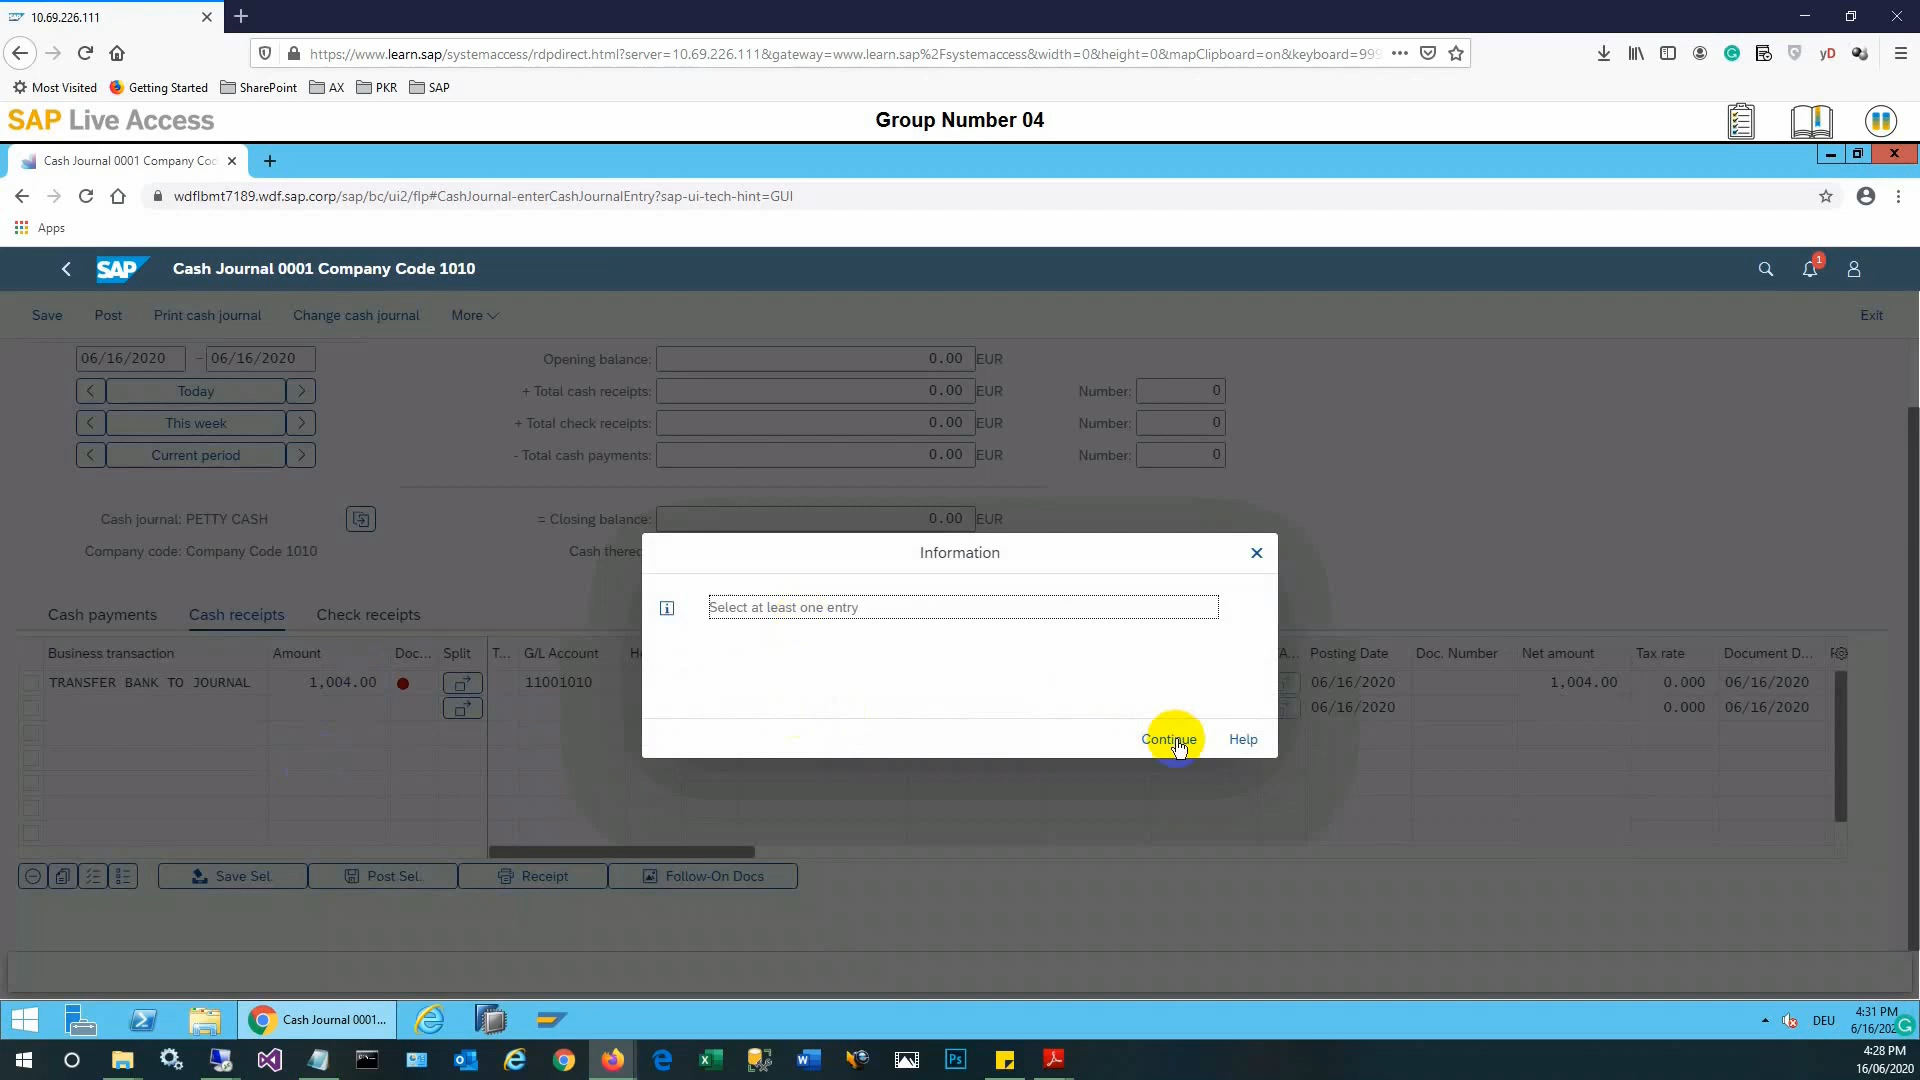 10.69.226.111
https://www.learn.sap/systemaccess/rdpdirect.html?server=10.69.226.111&gateway=www.learn.sap%2Fsystemaccess&width=0&height=0&mapClipboard=on&keyboard=999
Most Visited Getting Started SharePoint AX PKR SAP
SAP Live Access Group Number 04
Cash Journal 0001 Company Cod
wdflbmt7189.wdf.sap.corp/sap/bc/ui2/flp#CashJournal-enterCashJournalEntry?sap-ui-tech-hint=GUI
Apps
SAP Cash Journal 0001 Company Code 1010 1
Save Post Print cash journal Change cash journal More Exit
06/16/2020 – 06/16/2020 Opening balance: 0.00 EUR
Today + Total cash receipts: 0.00 EUR Number: 0
This week + Total check receipts: 0.00 EUR Number: 0
Current period - Total cash payments: 0.00 EUR Number: 0
Cash journal: PETTY CASH = Closing balance: 0.00 EUR
Company code: Company Code 1010 Cash thereo
Information
Select at least one entry
Continue Help
Cash payments Cash receipts Check receipts
Business transaction Amount Doc... Split T... G/L Account A... Posting Date Doc. Number Net amount Tax rate Document D...
TRANSFER BANK TO JOURNAL 1,004.00 11001010 06/16/2020 1,004.00 0.000 06/16/2020
06/16/2020 0.000 06/16/2020
Save Sel. Post Sel. Receipt Follow-On Docs
Cash Journal 0001... DEU 4:31 PM
6/16/202
4:28 PM
16/06/2020